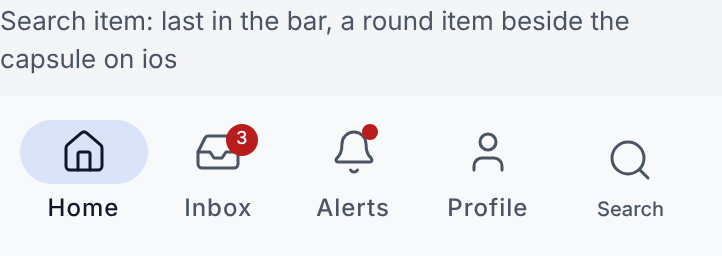 Search item: last in the bar, a round item beside the
capsule on ios
3
Home Inbox Alerts Profile Search